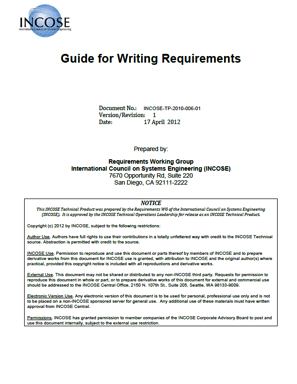 INCOSE
International Council on Systems Engineering
Guide for Writing Requirements
Document No.: INCOSE-TP-2010-006-01
Version/Revision: 1
Date: 17 April 2012
Prepared by:
Requirements Working Group
International Council on Systems Engineering (INCOSE)
7670 Opportunity Rd, Suite 220
San Diego, CA 92111-2222
NOTICE
This INCOSE Technical Product was prepared by the Requirements WG of the International Council on Systems Engineering
(INCOSE). It is approved by the INCOSE Technical Operations Leadership for release as an INCOSE Technical Product.
Copyright (c) 2012 by INCOSE, subject to the following restrictions:
Author Use. Authors have full rights to use their contributions in a totally unfettered way with credit to the INCOSE Technical
source. Abstraction is permitted with credit to the source.
INCOSE Use. Permission to reproduce and use this document or parts thereof by members of INCOSE and to prepare
derivative works from this document for INCOSE use is granted, with attribution to INCOSE and the original author(s) where
practical, provided this copyright notice is included with all reproductions and derivative works.
External Use. This document may not be shared or distributed to any non-INCOSE third party. Requests for permission to
reproduce this document in whole or in part, or to prepare derivative works of this document for external and commercial use
should be addressed to the INCOSE Central Office, 2150 N. 107th St., Suite 205, Seattle, WA 98133-9009.
Electronic Version Use. Any electronic version of this document is to be used for personal, professional use only and is not
to be placed on a non-INCOSE sponsored server for general use. Any additional use of these materials must have written
approval from INCOSE Central.
Permissions. INCOSE has granted permission to member companies of the INCOSE Corporate Advisory Board to post and
use this document internally, subject to the external use restriction.